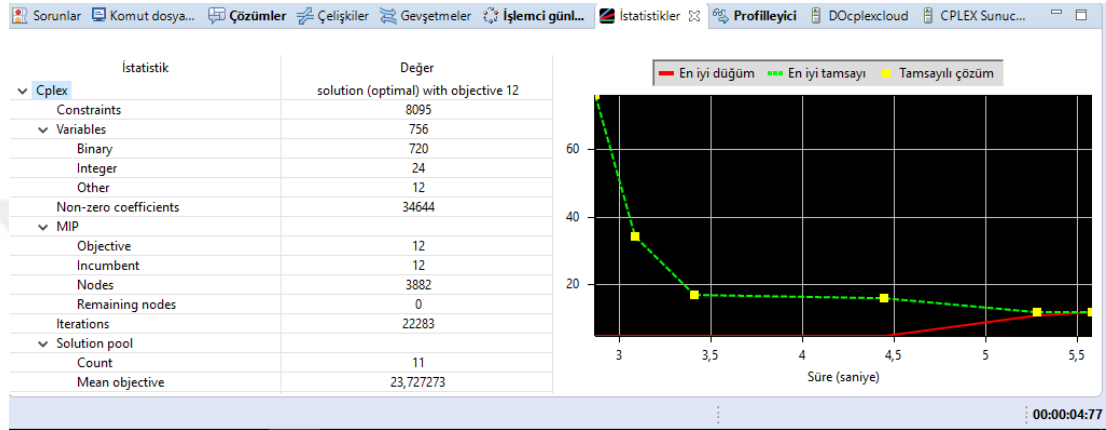 Sorunlar Komut dosya... Çözümler Çelişkiler Gevşetmeler İşlemci günl... İstatistikler Profilleyici DOcplexcloud CPLEX Sunuc...
İstatistik Değer
Cplex solution (optimal) with objective 12
Constraints 8095
Variables 756
Binary 720
Integer 24
Other 12
Non-zero coefficients 34644
MIP
Objective 12
Incumbent 12
Nodes 3882
Remaining nodes 0
Iterations 22283
Solution pool
Count 11
Mean objective 23,727273
En iyi düğüm En iyi tamsayı Tamsayılı çözüm
60
40
20
3 3,5 4 4,5 5 5,5
Süre (saniye)
00:00:04:77